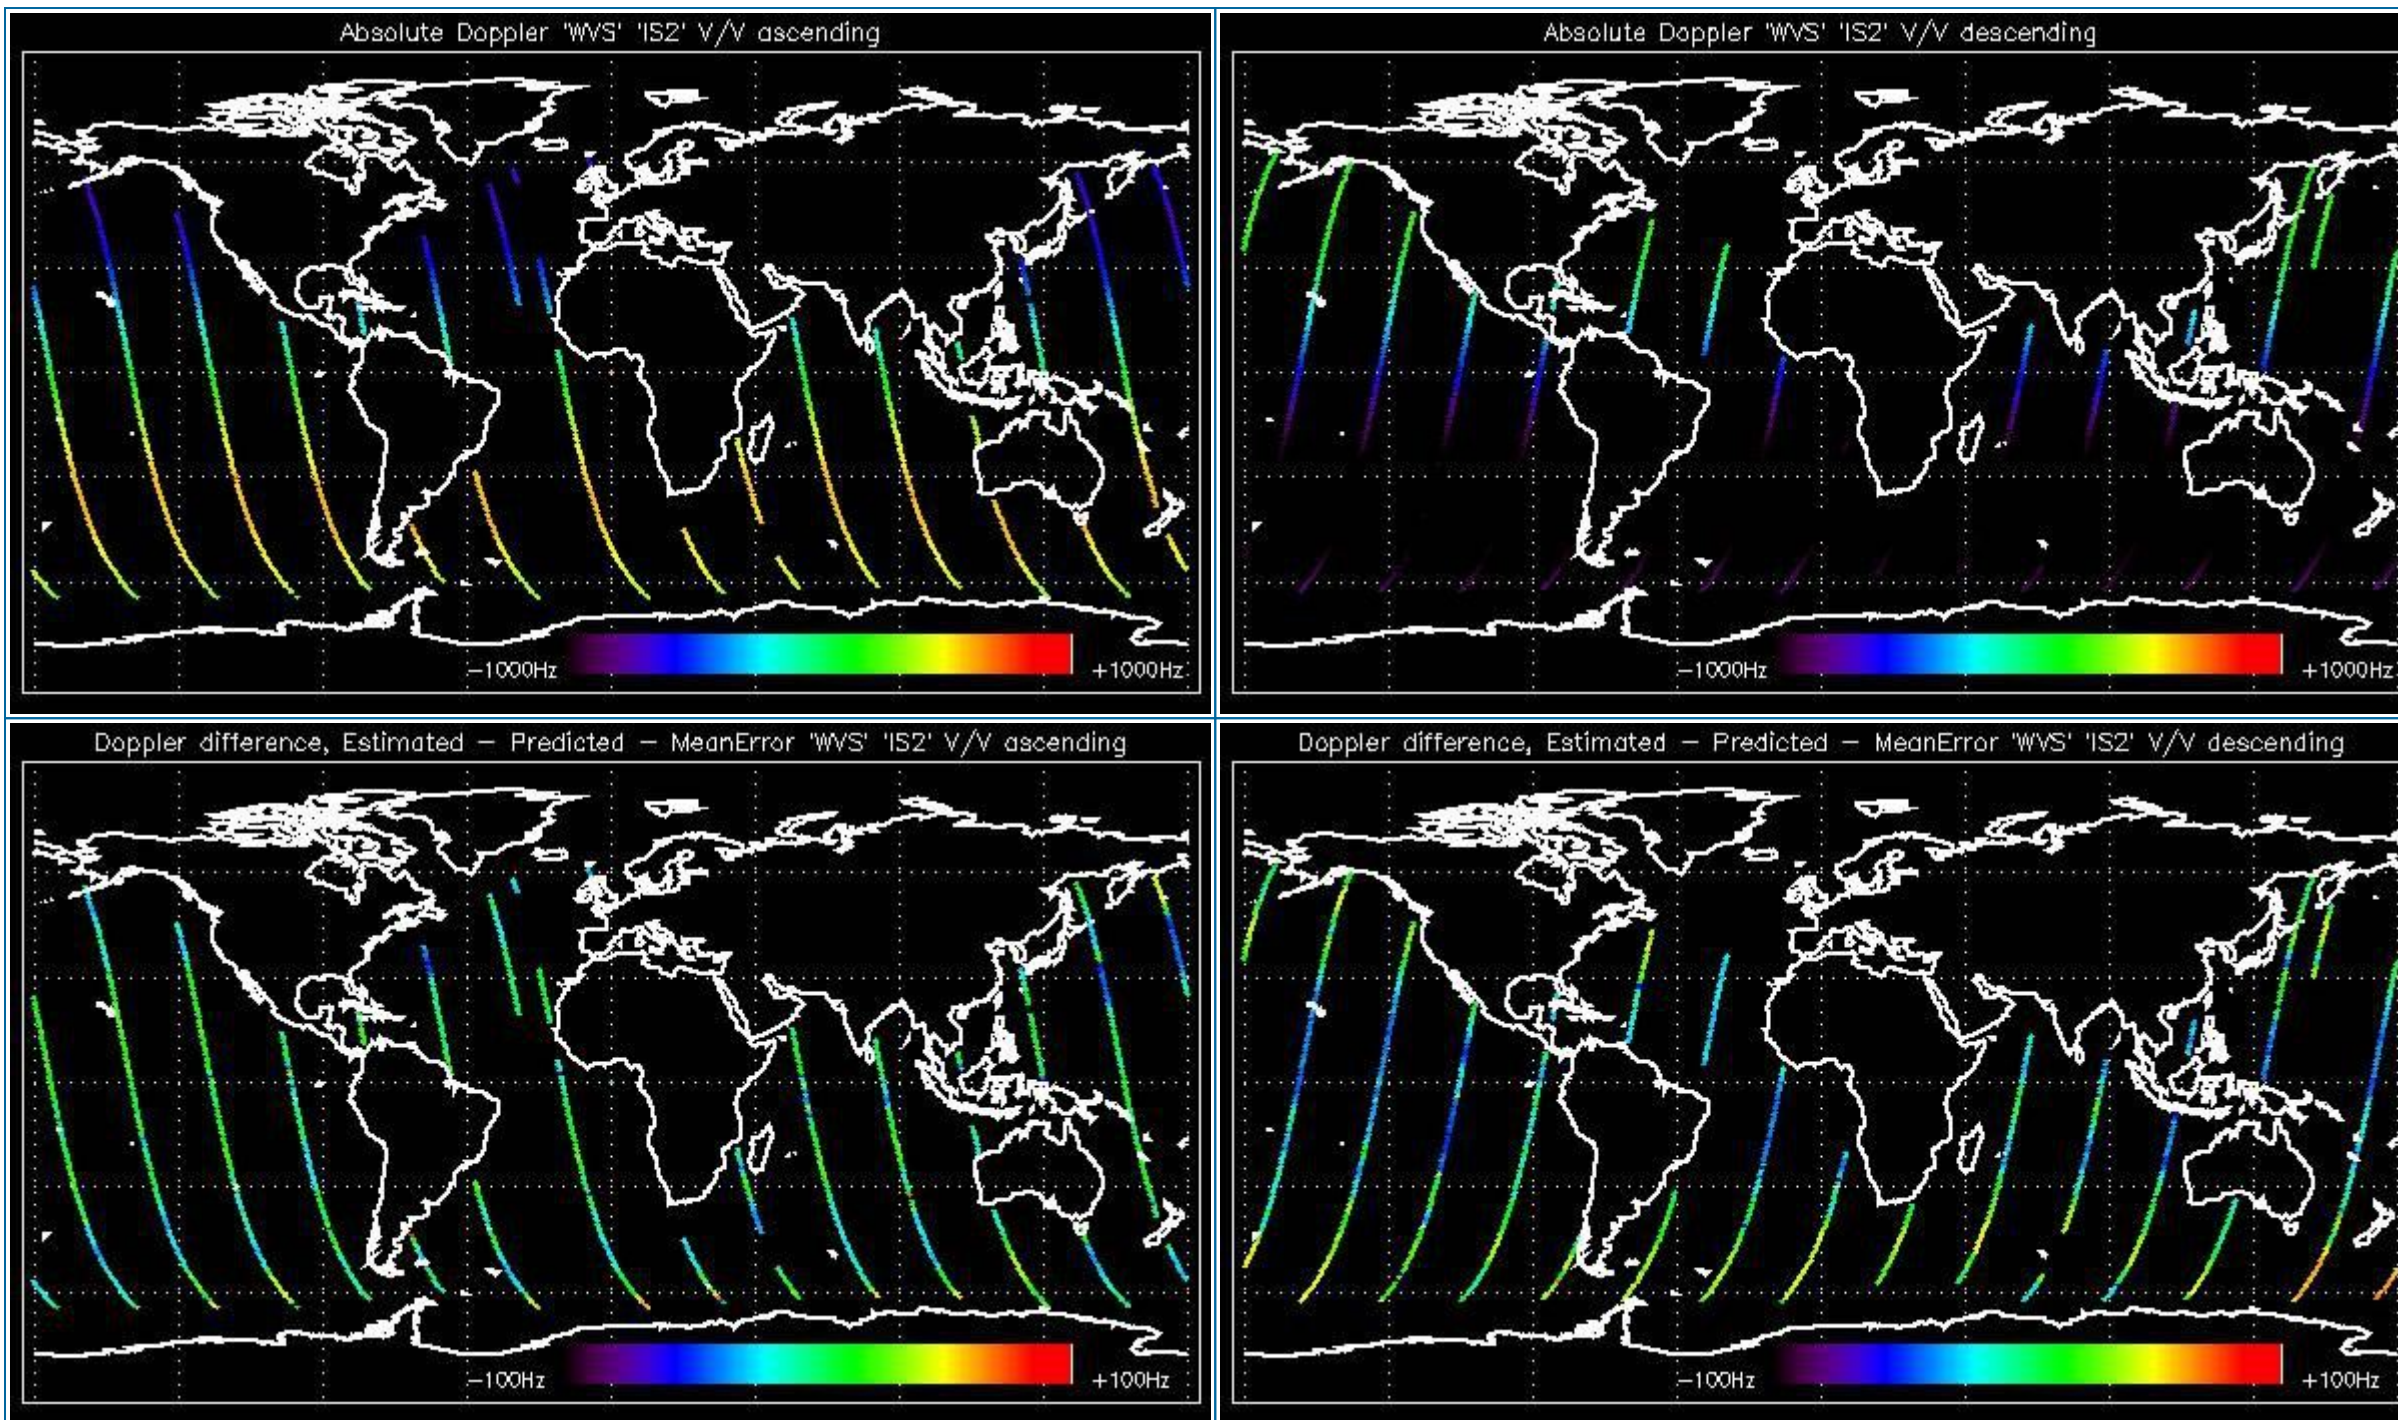 Absolute Doppler 'WVS' 'IS2' V/V ascending
-1000Hz
+1000Hz
Absolute Doppler 'WVS' 'IS2' V/V descending
-1000Hz
+1000Hz
Doppler difference, Estimated - Predicted - MeanError 'WVS' 'IS2' V/V ascending
-100Hz
+100Hz
Doppler difference, Estimated - Predicted - MeanError 'WVS' 'IS2' V/V descending
-100Hz
+100Hz